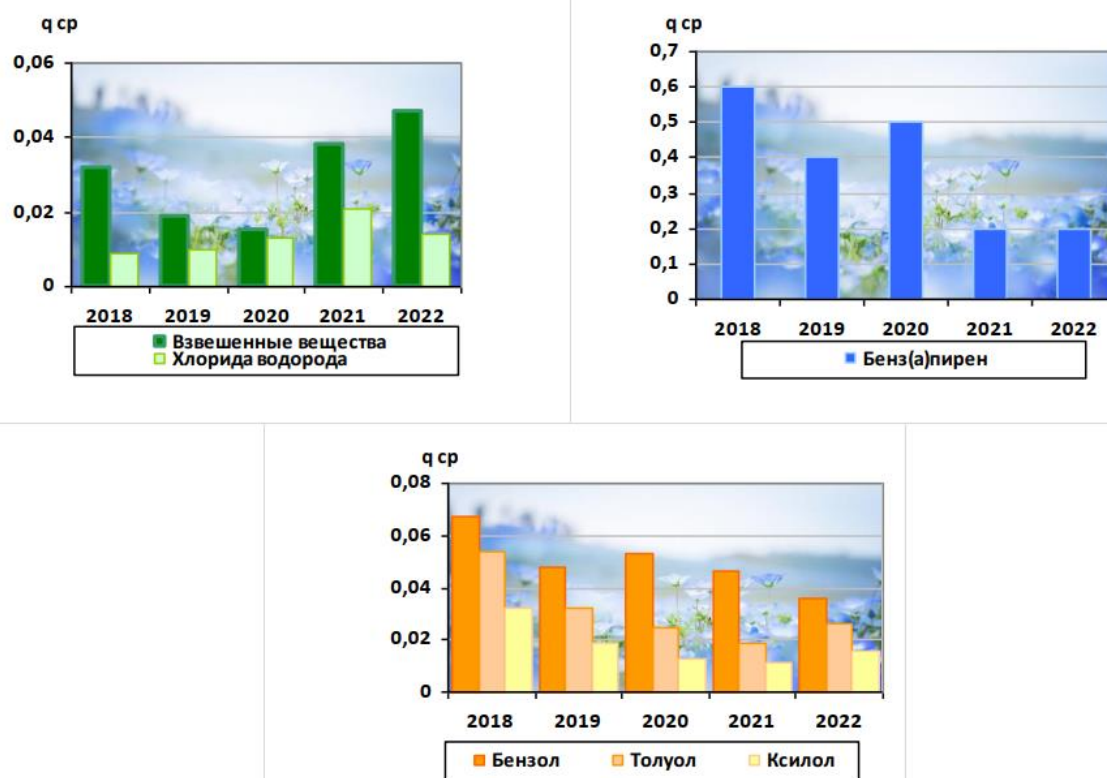 q ср
0,06
0,04
0,02
0
2018 2019 2020 2021 2022
Взвешенные вещества
Хлорида водорода
q ср
0,7
0,6
0,5
0,4
0,3
0,2
0,1
0
2018 2019 2020 2021 2022
Бенз(а)пирен
q ср
0,08
0,06
0,04
0,02
0
2018 2019 2020 2021 2022
Бензол Толуол Ксилол